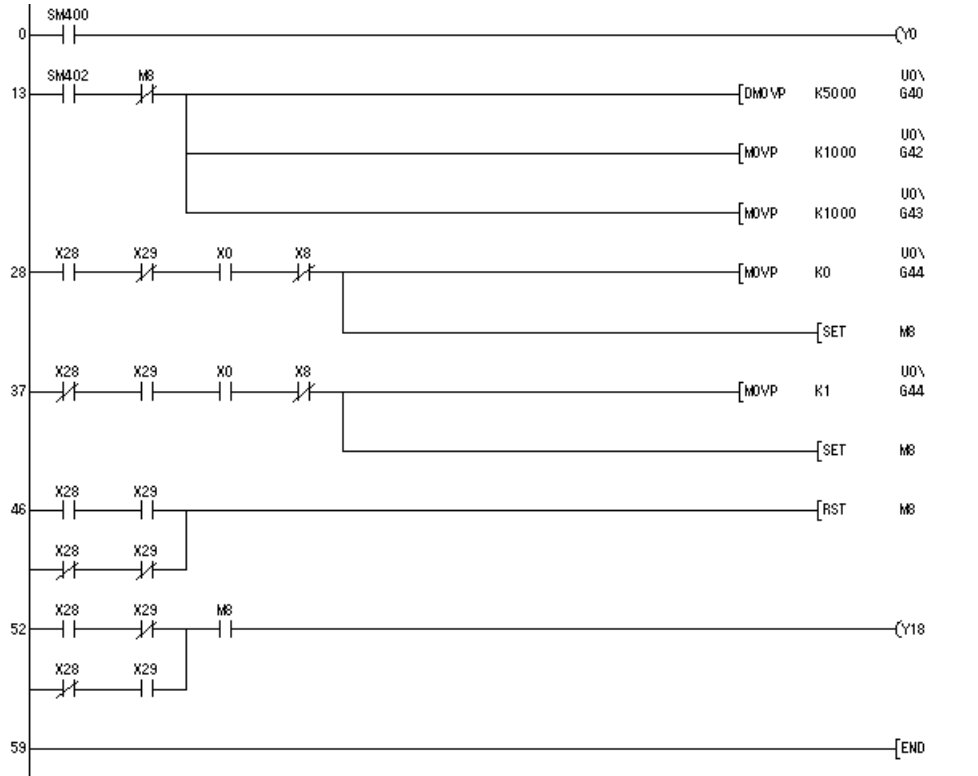 SM400
0 (Y0
SM402 M8 U0\
13 [DMOVP K5000 G40
U0\
[MOVP K1000 G42
U0\
[MOVP K1000 G43
X28 X29 X0 X8 U0\
28 [MOVP K0 G44
[SET M8
X28 X29 X0 X8 U0\
37 [MOVP K1 G44
[SET M8
X28 X29
46 [RST M8
X28 X29
X28 X29 M8
52 (Y18
X28 X29
59 [END